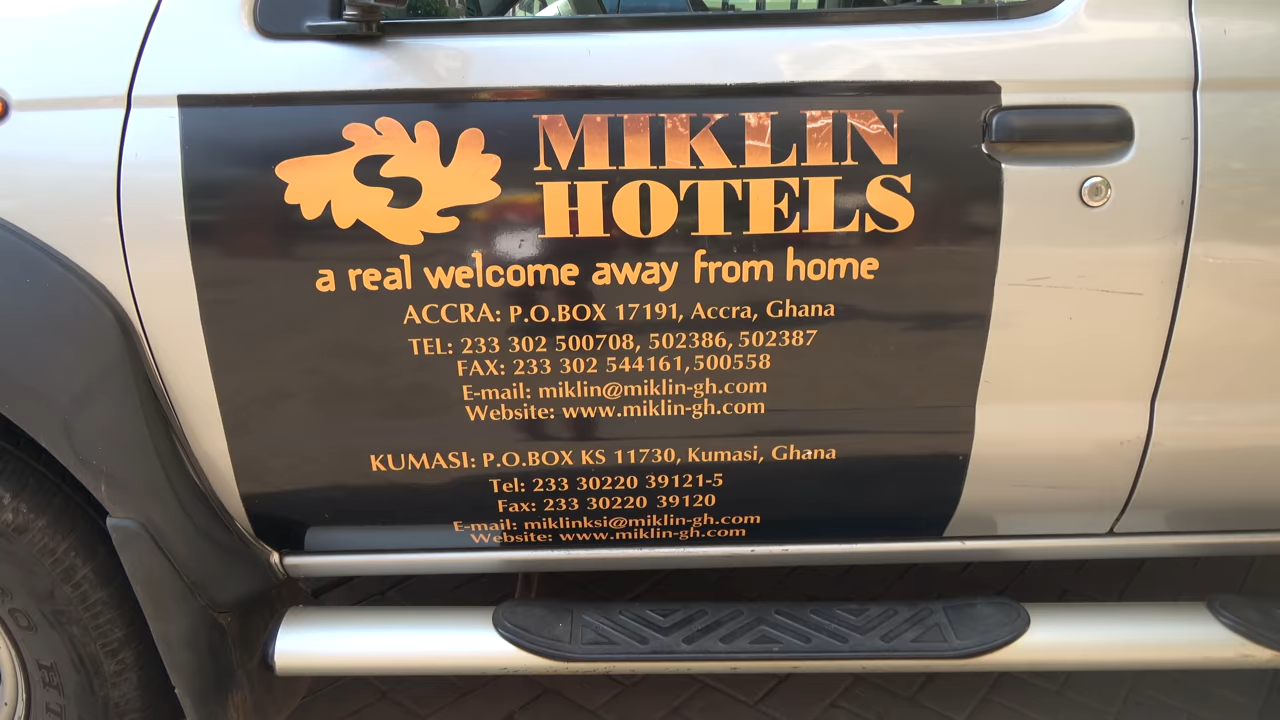 MIKLIN
HOTELS
a real welcome away from home
ACCRA: P.O.BOX 17191, Accra, Ghana
TEL: 233 302 500708, 502386, 502387
FAX: 233 302 544161, 500558
E-mail: miklin@miklin-gh.com
Website: www.miklin-gh.com
KUMASI: P.O.BOX KS 11730, Kumasi, Ghana
Tel: 233 30220 39121-5
Fax: 233 30220 39120
E-mail: miklinksi@miklin-gh.com
Website: www.miklin-gh.com